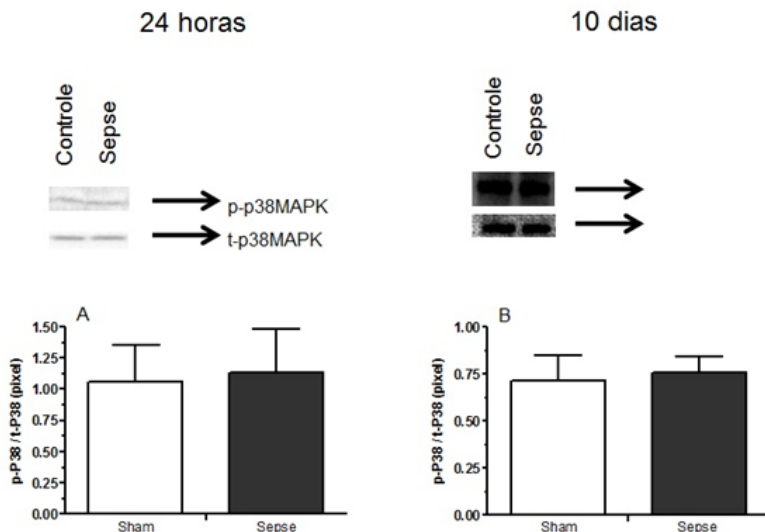 24 horas
10 dias
Controle
Sepse
Controle
Sepse
p-p38MAPK
t-p38MAPK
A
1.50
1.25
1.00
0.75
0.50
0.25
0.00
p-P38 / t-P38 (pixel)
Sham
Sepse
B
1.00
0.75
0.50
0.25
0.00
p-P38 / t-P38 (pixel)
Sham
Sepse